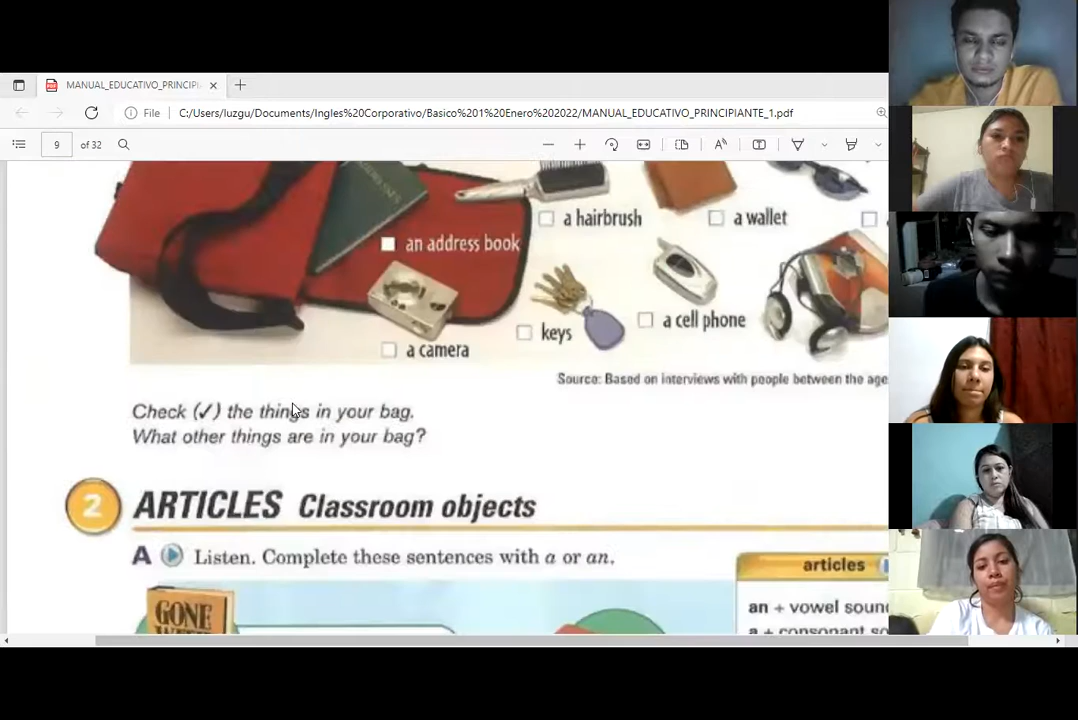 MANUAL_EDUCATIVO_PRINCIPI
File C:/Users/luzgu/Documents/Ingles%20Corporativo/Basico%201%20Enero%202022/MANUAL_EDUCATIVO_PRINCIPIANTE_1.pdf
9 of 32
a hairbrush
a wallet
an address book
a cell phone
keys
a camera
Source: Based on interviews with people between the age
Check (✓) the things in your bag.
What other things are in your bag?
2 ARTICLES Classroom objects
A Listen. Complete these sentences with a or an.
articles
GONE
an + vowel soun
a + consonant so